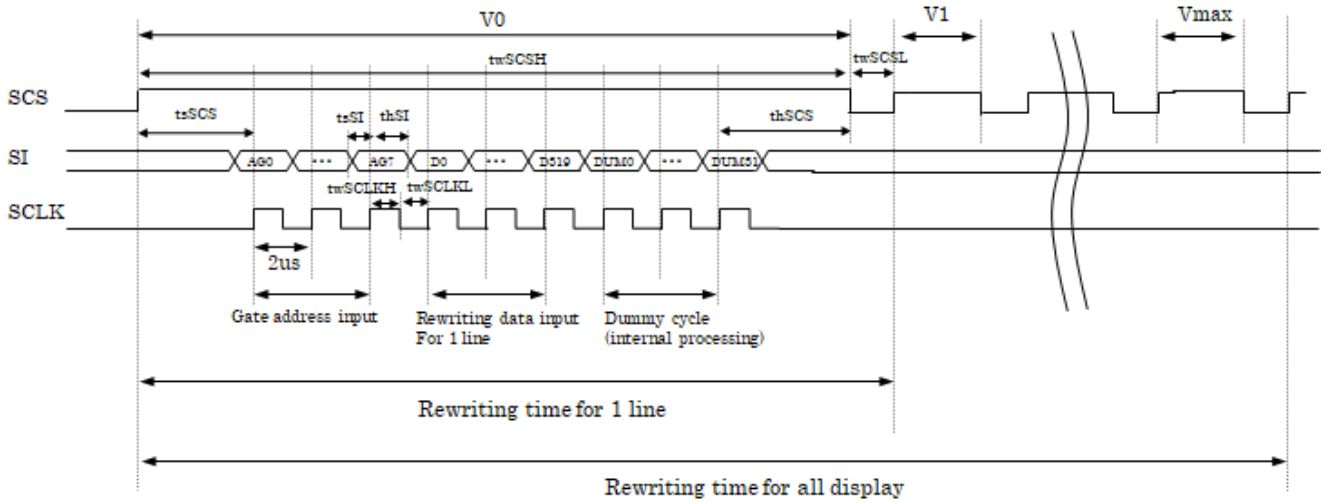 V0
V1
Vmax
twSCSH
twSCSL
SCS
tsSCS
tsSI
thSI
thSCS
SI
AG0
...
AG7
D0
...
D519
DUM0
...
DUM51
twSCLKH
twSCLKL
SCLK
2us
Gate address input
Rewriting data input
For 1 line
Dummy cycle
(internal processing)
Rewriting time for 1 line
Rewriting time for all display